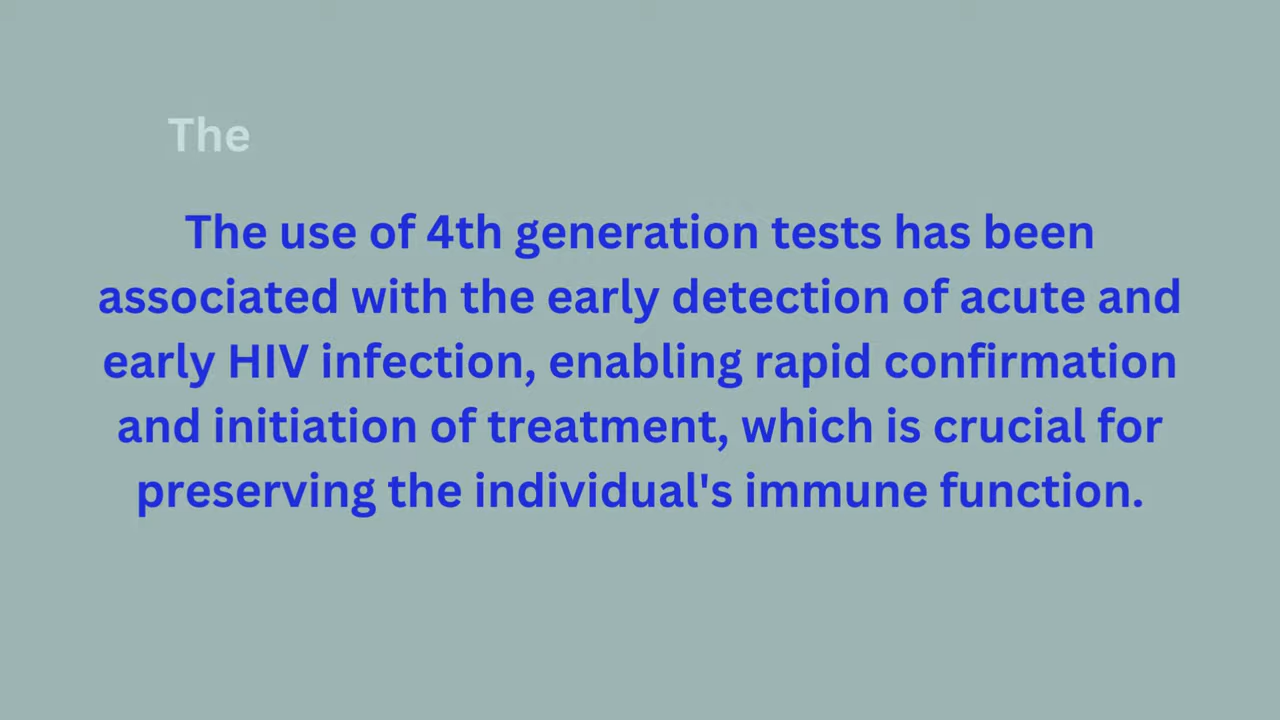 The
The use of 4th generation tests has been
associated with the early detection of acute and
early HIV infection, enabling rapid confirmation
and initiation of treatment, which is crucial for
preserving the individual's immune function.